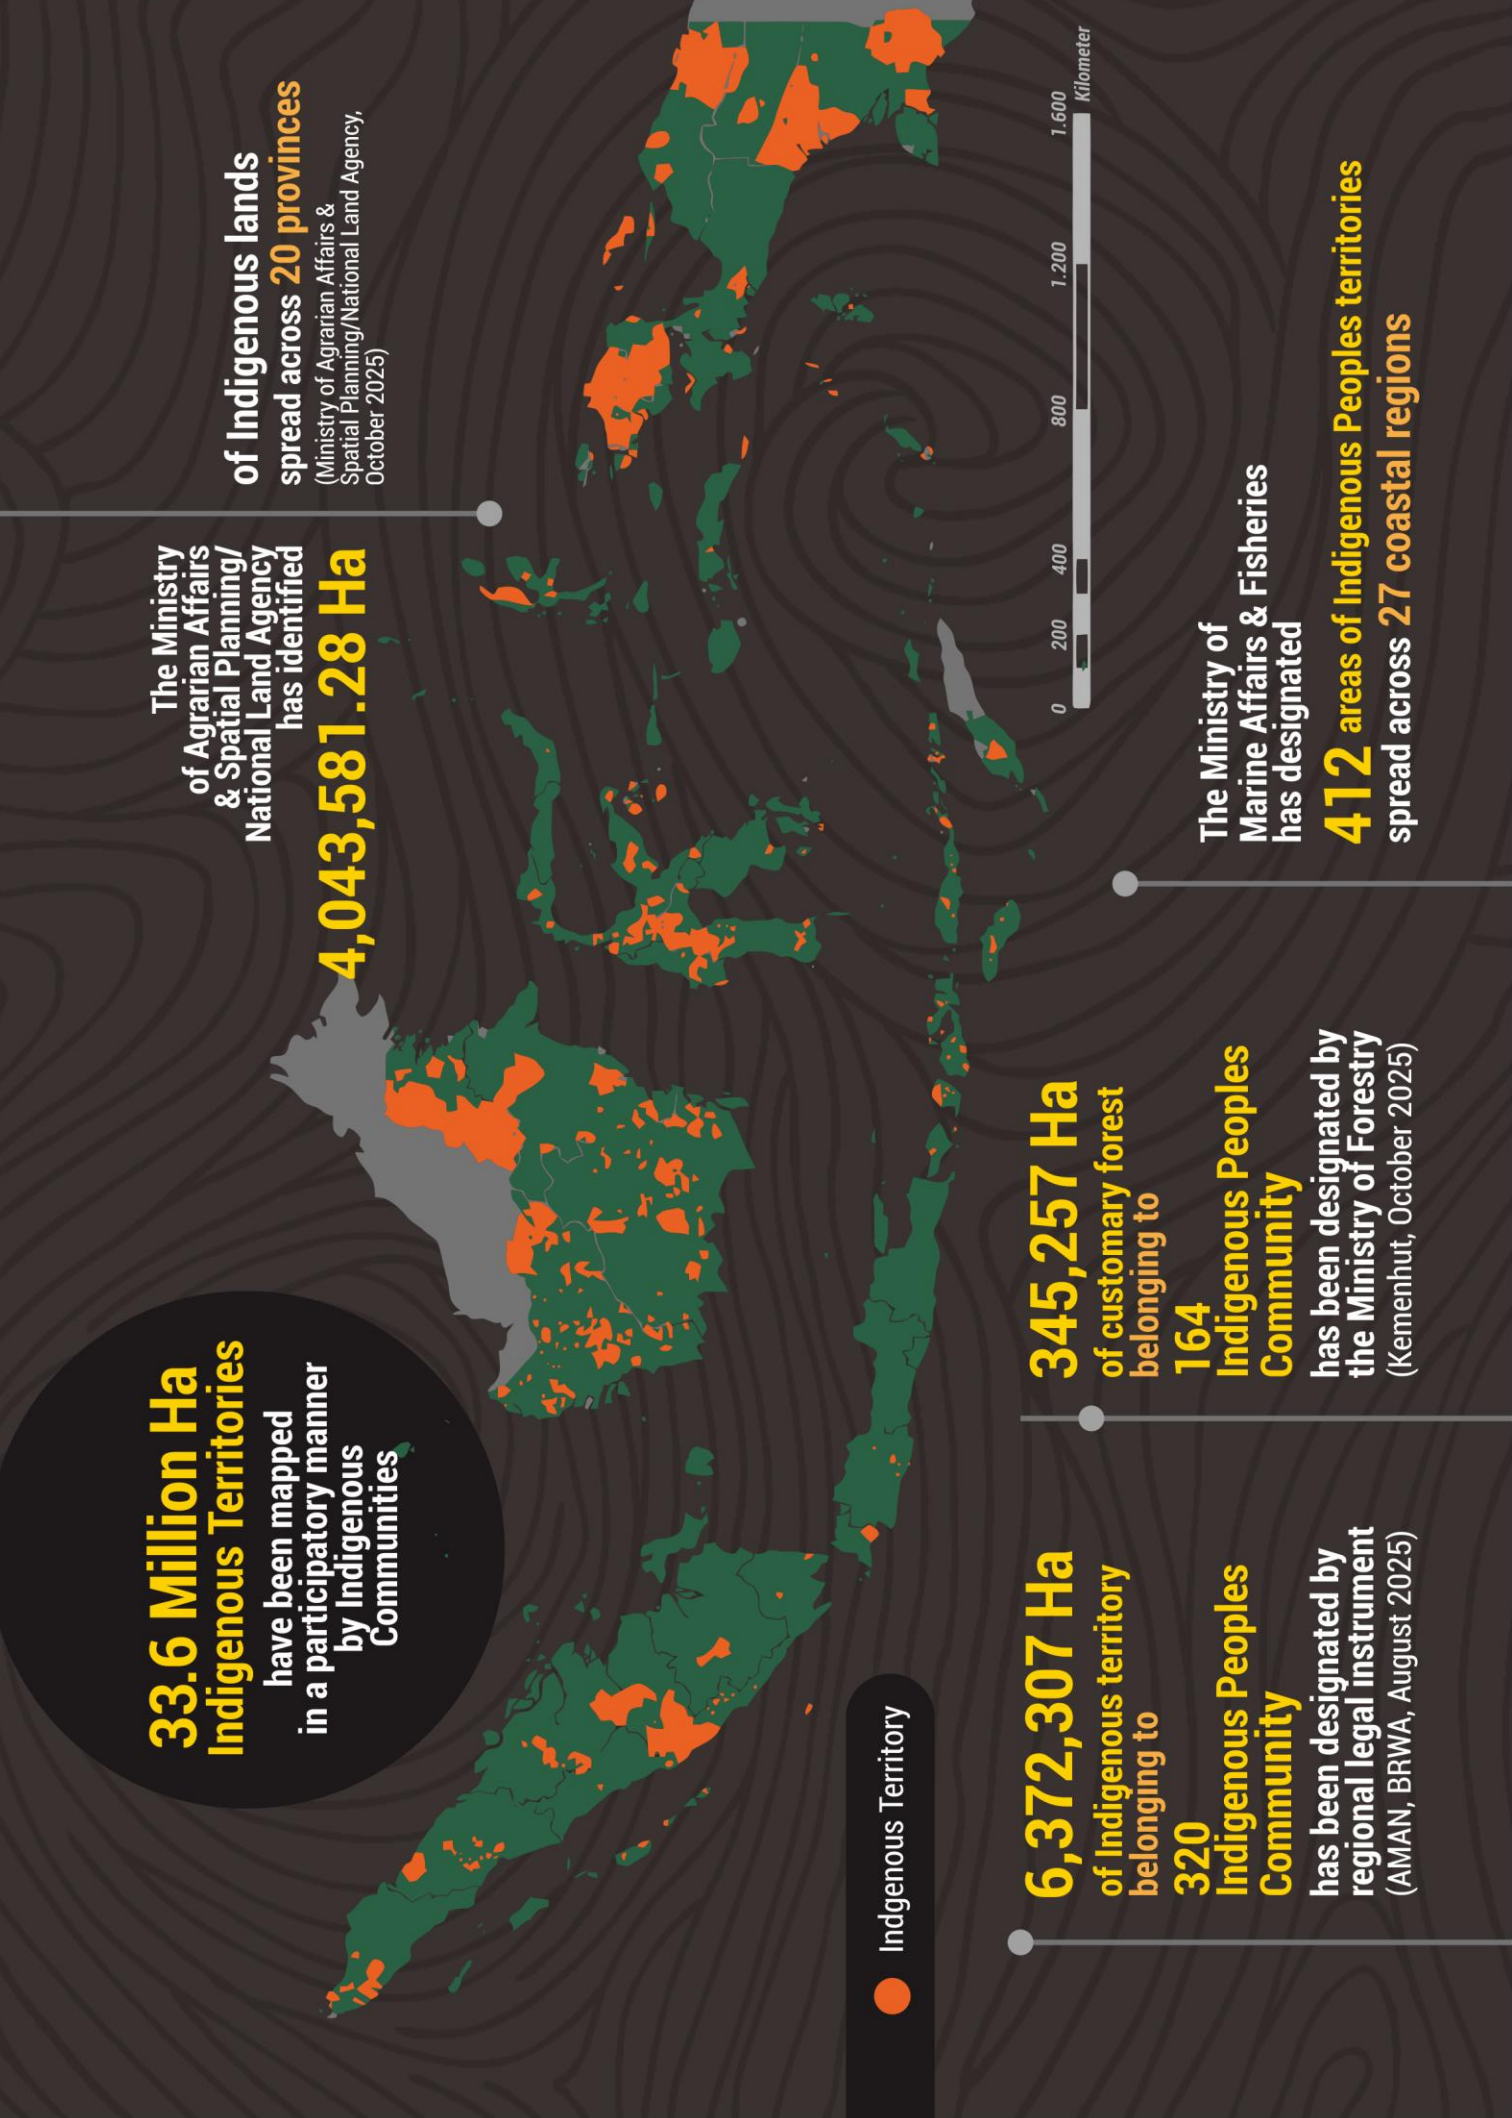 33.6 Million Ha
Indigenous Territories
have been mapped
in a participatory manner
by Indigenous
Communities
The Ministry
of Agrarian Affairs
& Spatial Planning/
National Land Agency
has identified
4,043,581.28 Ha
of Indigenous lands
spread across 20 provinces
(Ministry of Agrarian Affairs &
Spatial Planning/National Land Agency,
October 2025)
Indgenous Territory
0 200 400 800 1.200 1.600
Kilometer
6,372,307 Ha
of Indigenous territory
belonging to
320
Indigenous Peoples
Community
has been designated by
regional legal instrument
(AMAN, BRWA, August 2025)
345,257 Ha
of customary forest
belonging to
164
Indigenous Peoples
Community
has been designated by
the Ministry of Forestry
(Kemenhut, October 2025)
The Ministry of
Marine Affairs & Fisheries
has designated
412 areas of Indigenous Peoples territories
spread across 27 coastal regions